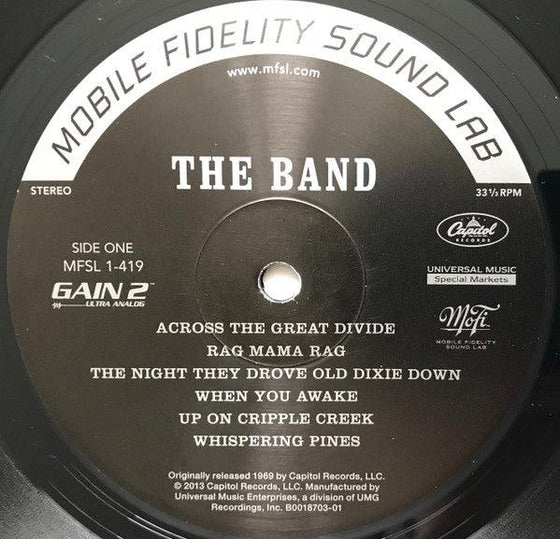 MOBILE FIDELITY SOUND LAB
www.mfsl.com
THE BAND
STEREO
33 1/3 RPM
Capitol
RECORDS
SIDE ONE
MFSL 1-419
UNIVERSAL MUSIC
Special Markets
GAIN 2™
ULTRA ANALOG
MoFi
MOBILE FIDELITY
SOUND LAB
ACROSS THE GREAT DIVIDE
RAG MAMA RAG
THE NIGHT THEY DROVE OLD DIXIE DOWN
WHEN YOU AWAKE
UP ON CRIPPLE CREEK
WHISPERING PINES
Originally released 1969 by Capitol Records, LLC.
© 2013 Capitol Records, LLC. Manufactured by
Universal Music Enterprises, a division of UMG
Recordings, Inc. B0018703-01